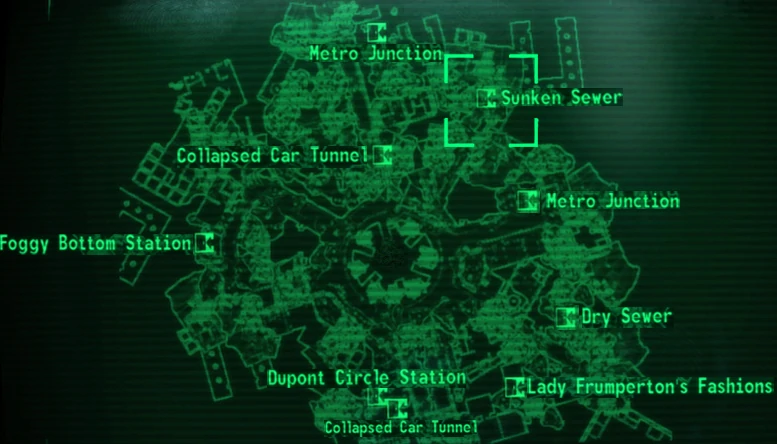 Metro Junction
Sunken Sewer
Collapsed Car Tunnel
Metro Junction
Foggy Bottom Station
Dry Sewer
Dupont Circle Station
Lady Frumperton's Fashions
Collapsed Car Tunnel